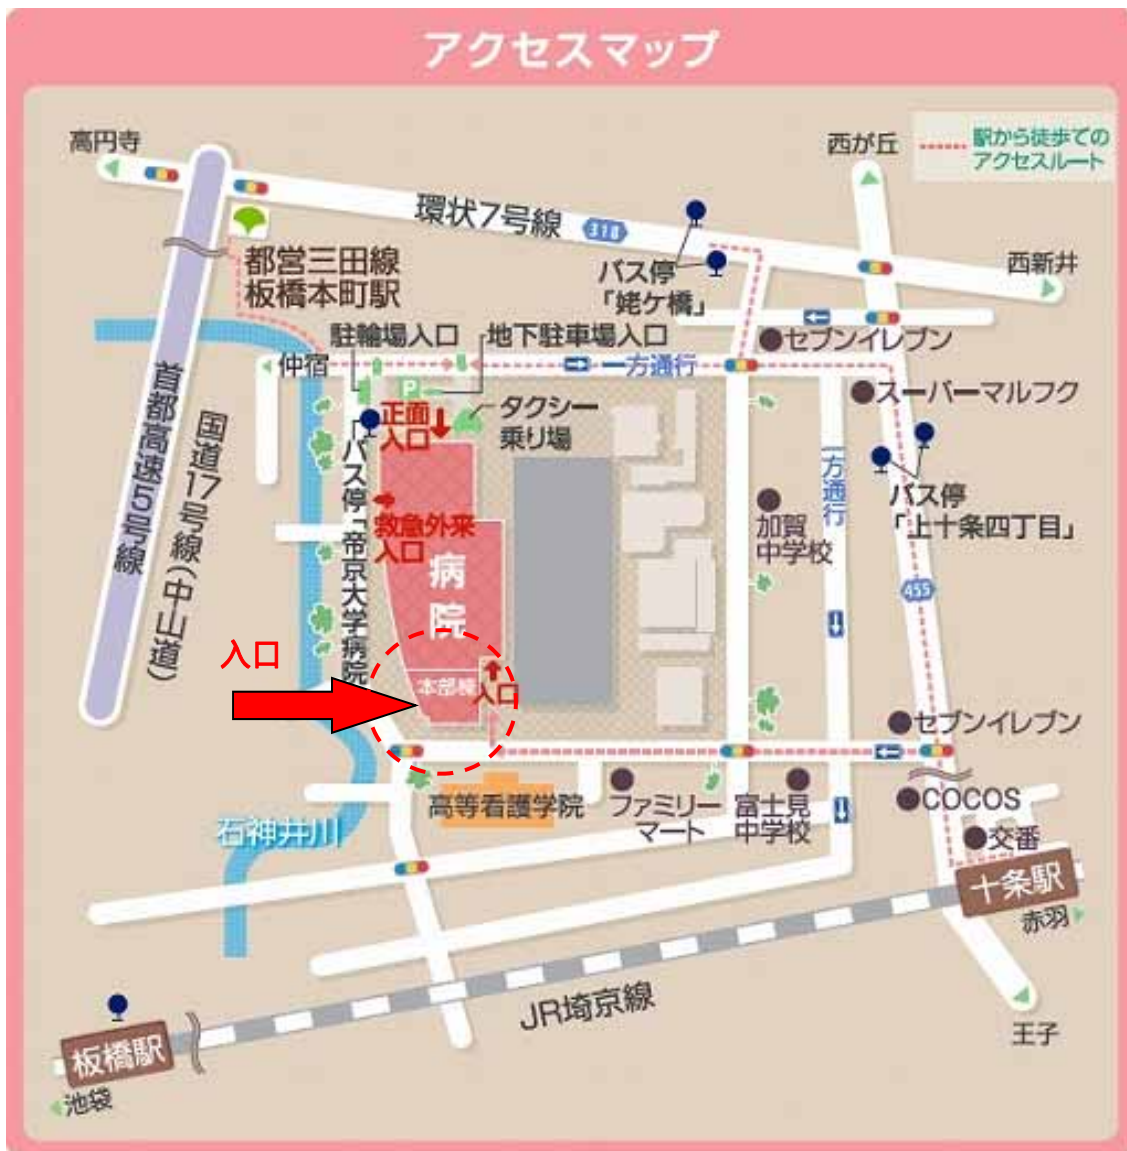 アクセスマップ
高円寺
西が丘
駅から徒歩での
アクセスルート
環状7号線
318
バス停
「姥ケ橋」
西新井
都営三田線
板橋本町駅
駐輪場入口
地下駐車場入口
セブンイレブン
仲宿
一方通行
P
スーパーマルフク
正面
入口
タクシー
乗り場
首都高速5号線
国道17号線(中山道)
バス停「帝京大学病院」
一方通行
バス停
「上十条四丁目」
救急外来
入口
加賀
中学校
病院
455
入口
本部棟
入口
セブンイレブン
高等看護学院
ファミリー
マート
富士見
中学校
COCOS
交番
石神井川
十条駅
赤羽
JR埼京線
王子
板橋駅
池袋